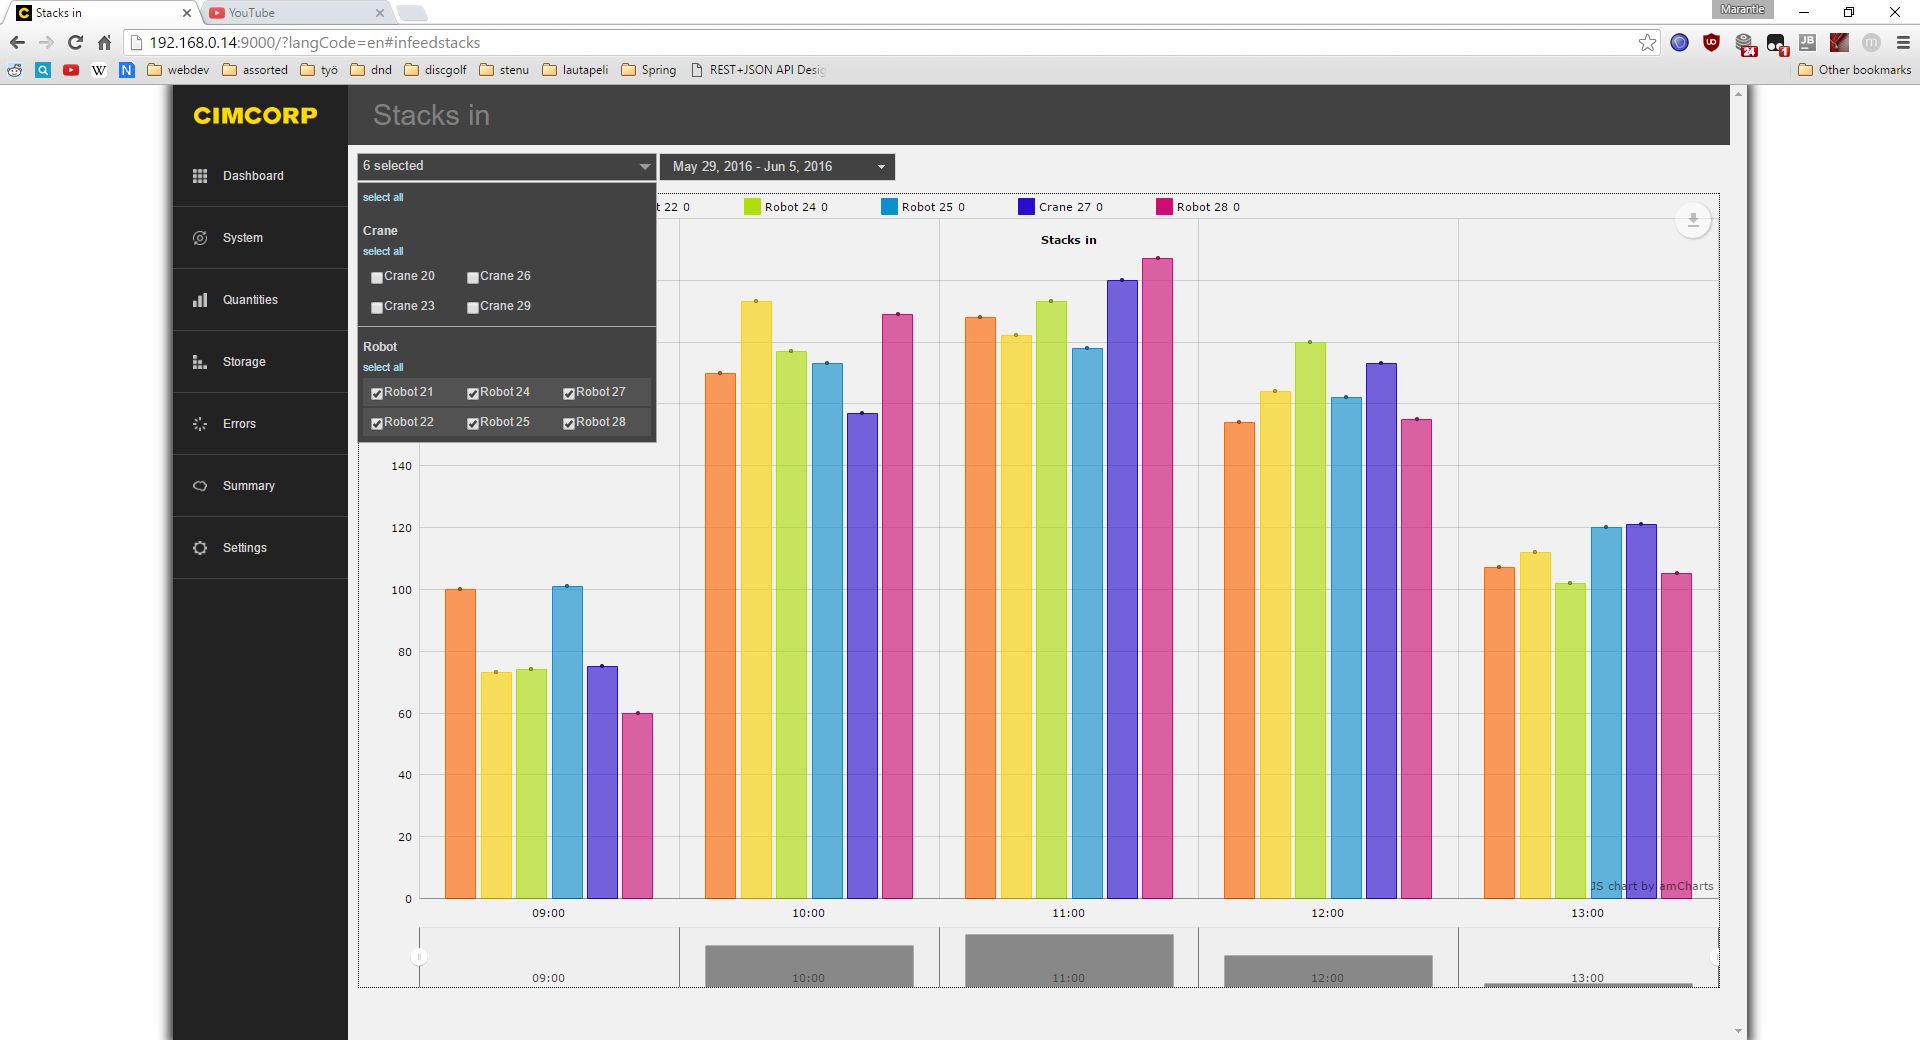 Stacks in
YouTube
Marantle
192.168.0.14:9000/?langCode=en#infeedstacks
24
1
webdev
assorted
työ
dnd
discgolf
stenu
lautapeli
Spring
REST+JSON API Desig
Other bookmarks
CIMCORP
Stacks in
Dashboard
System
Quantities
Storage
Errors
Summary
Settings
6 selected
May 29, 2016 - Jun 5, 2016
select all
Crane
select all
Crane 20 Crane 26
Crane 23 Crane 29
Robot
select all
Robot 21 Robot 24 Robot 27
Robot 22 Robot 25 Robot 28
t 22 0 Robot 24 0 Robot 25 0 Crane 27 0 Robot 28 0
Stacks in
140
120
100
80
60
40
20
0
JS chart by amCharts
09:00 10:00 11:00 12:00 13:00
09:00 10:00 11:00 12:00 13:00